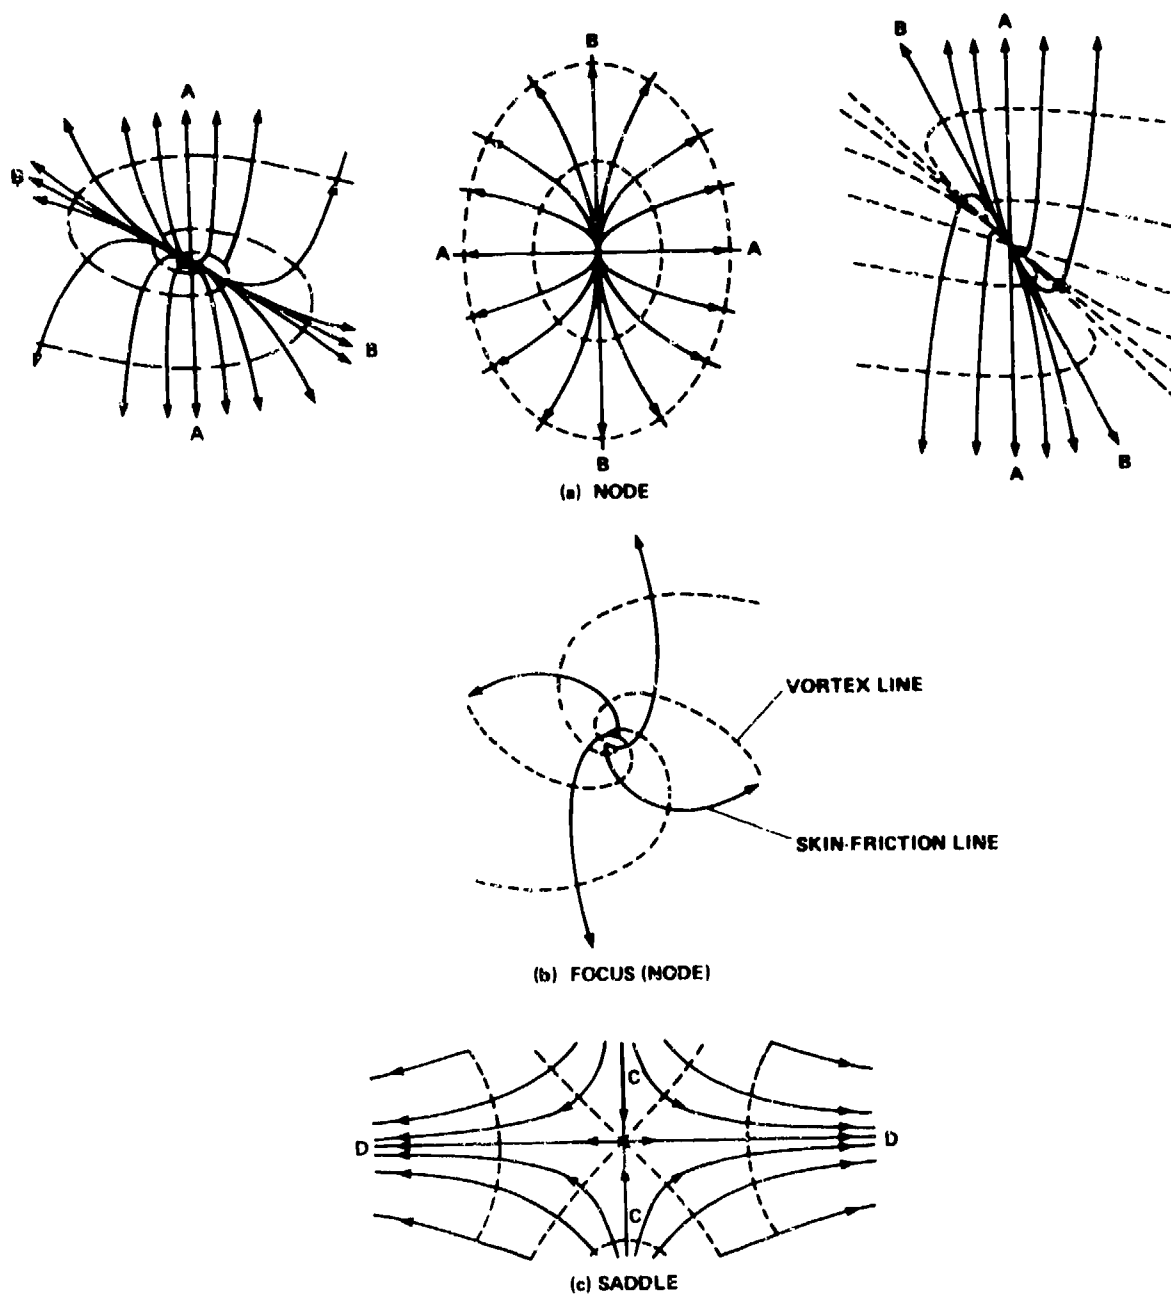 A
B
B
A
B
A
A
B
(a) NODE
B
A
A
B
VORTEX LINE
SKIN-FRICTION LINE
(b) FOCUS (NODE)
C
D
D
C
(c) SADDLE